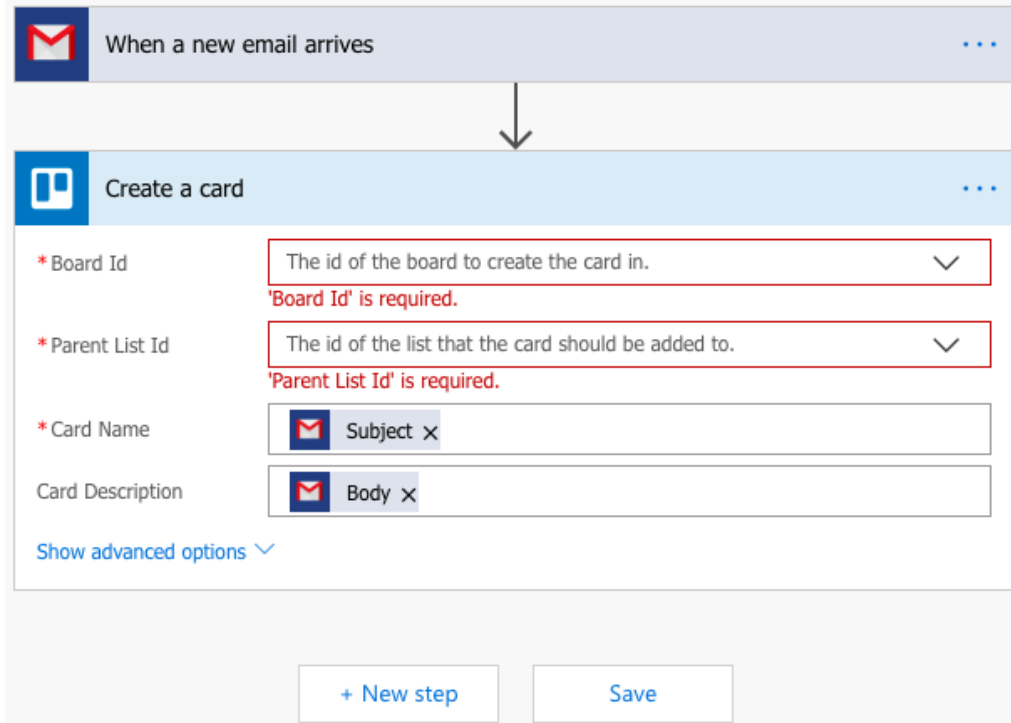 When a new email arrives
Create a card
* Board Id
The id of the board to create the card in.
'Board Id' is required.
* Parent List Id
The id of the list that the card should be added to.
'Parent List Id' is required.
* Card Name
Subject ×
Card Description
Body ×
Show advanced options
+ New step
Save